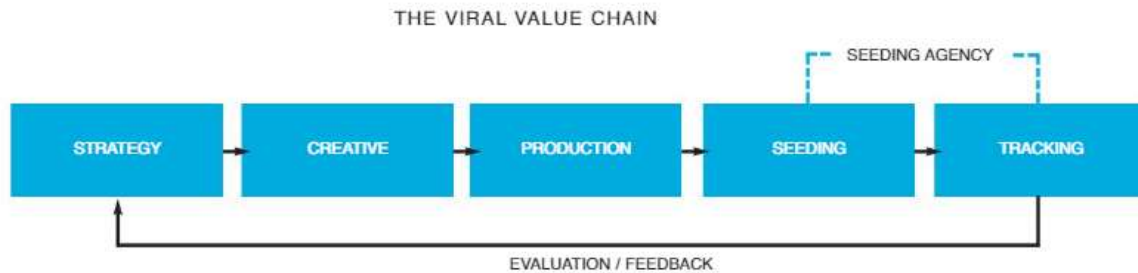 THE VIRAL VALUE CHAIN
SEEDING AGENCY
STRATEGY
CREATIVE
PRODUCTION
SEEDING
TRACKING
EVALUATION / FEEDBACK